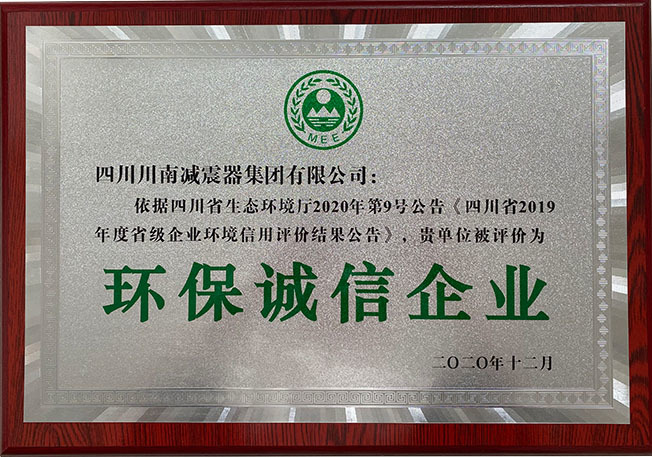 MEE
四川川南减震器集团有限公司：
依据四川省生态环境厅2020年第9号公告《四川省2019
年度省级企业环境信用评价结果公告》，贵单位被评价为
环保诚信企业
二〇二〇年十二月